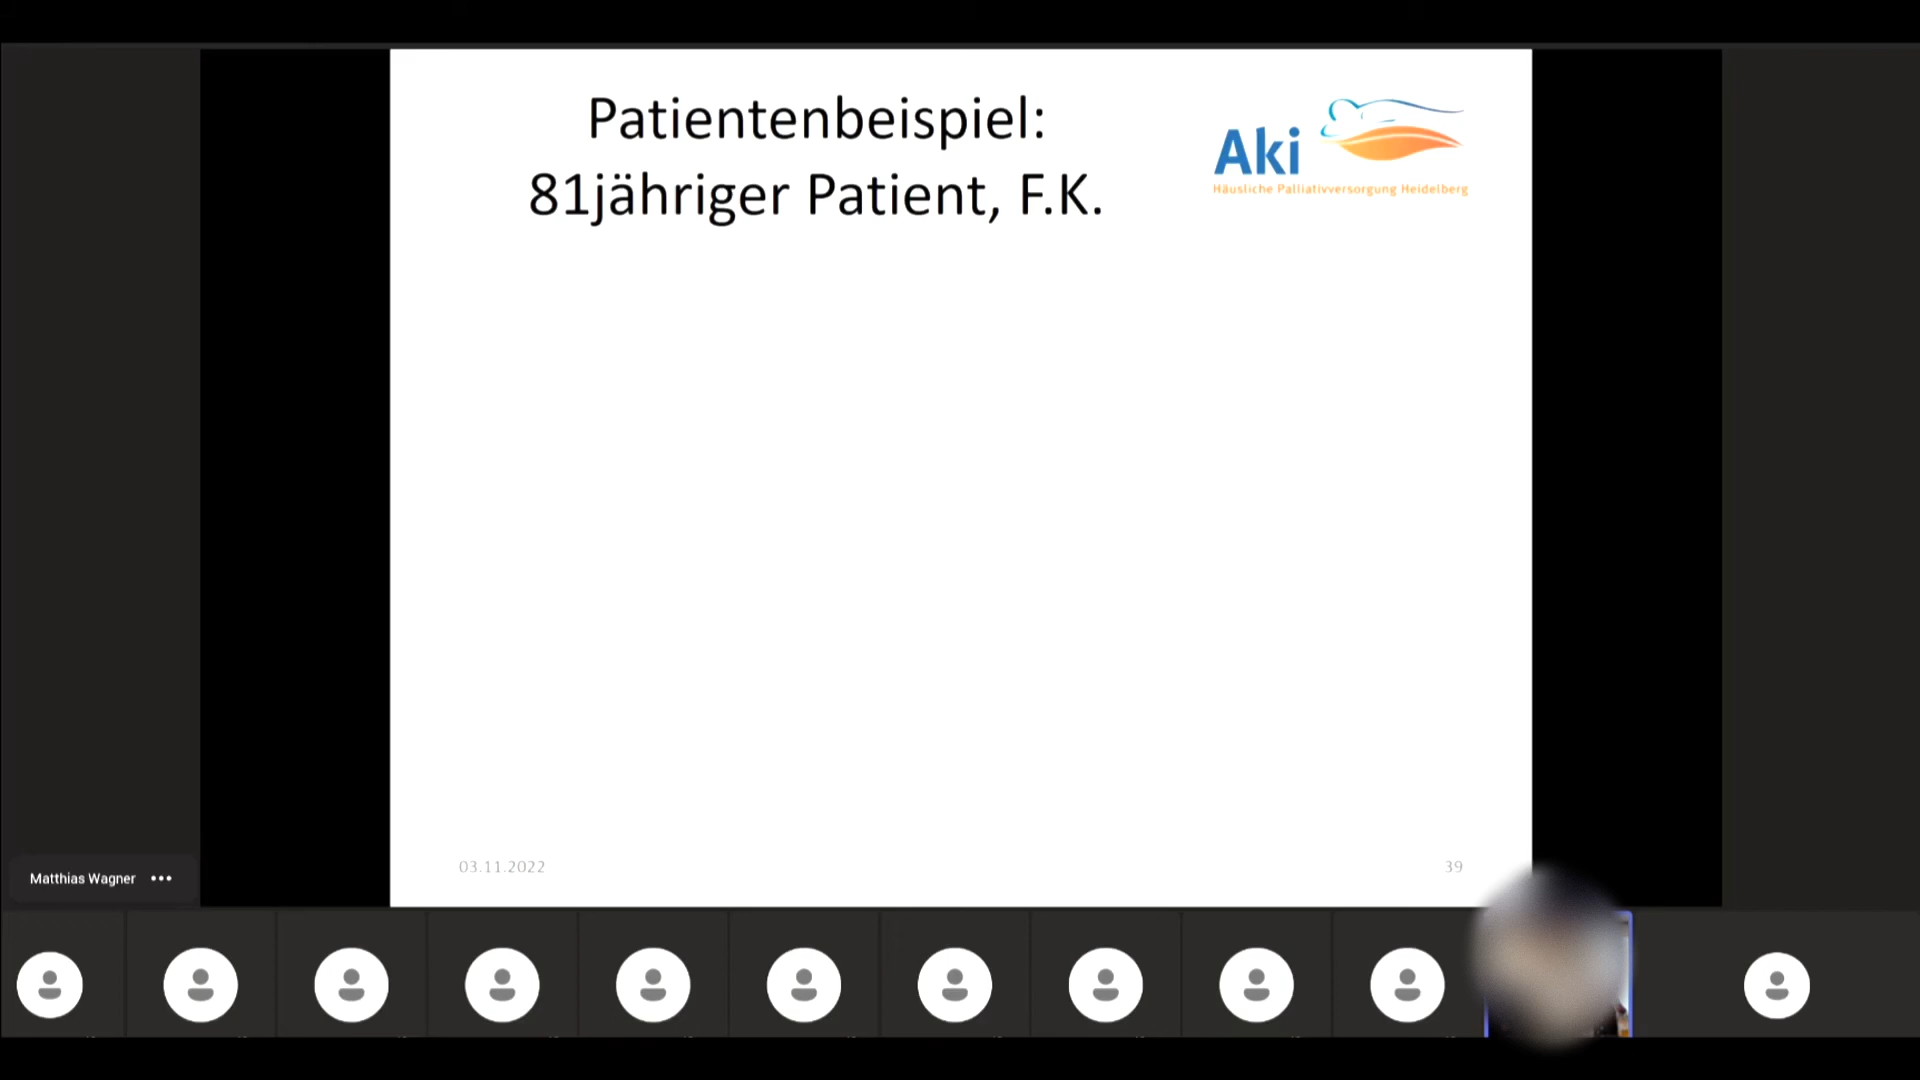 Patientenbeispiel:
81jähriger Patient, F.K.
Aki
Häusliche Palliativversorgung Heidelberg
03.11.2022
39
Matthias Wagner